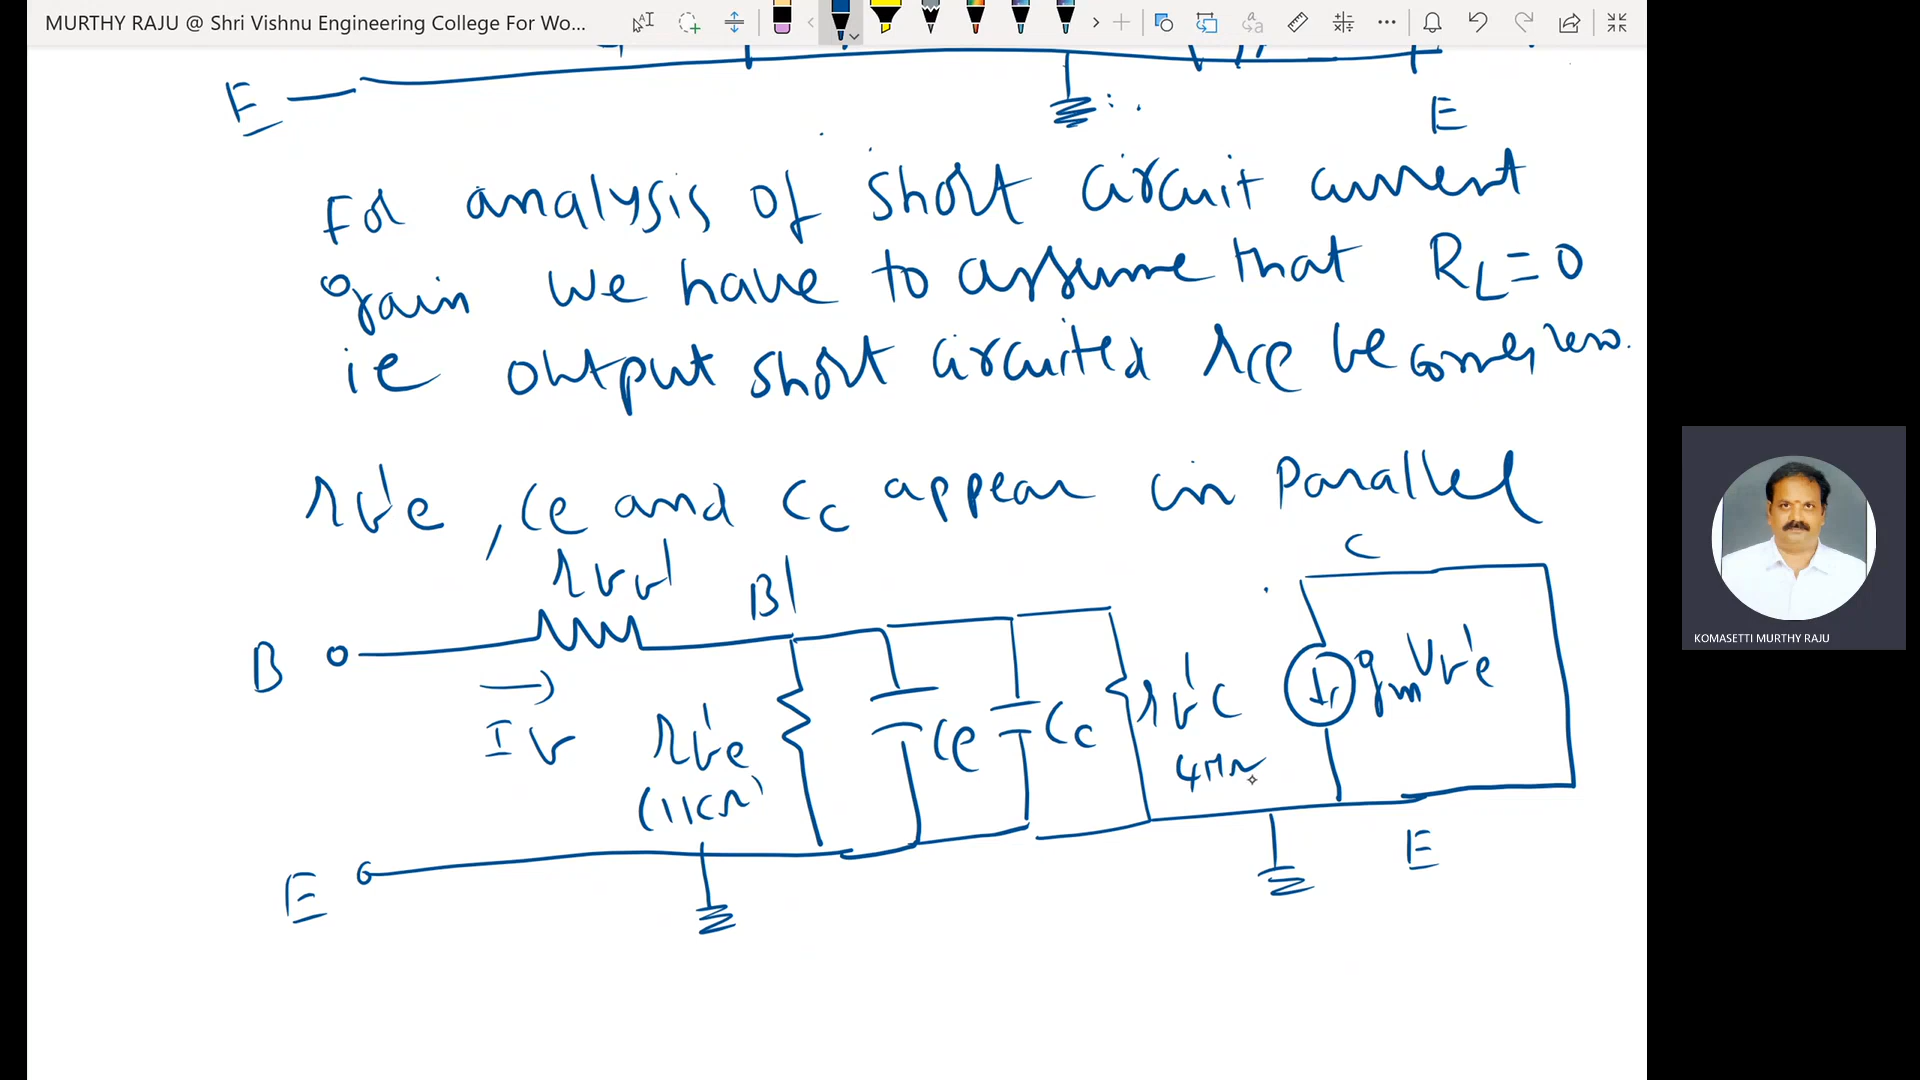 MURTHY RAJU @ Shri Vishnu Engineering College For Wo...
E
E
For analysis of short circuit current
gain we have to assume that RL=0
ie output short circuited rce becomes zero.
rb'e, Ce and Cc appear in parallel
rbb'
B'
C
B
Ib
rb'e
(1KΩ)
Ce
Cc
rb'c
4MΩ
gmVb'e
E
E
KOMASETTI MURTHY RAJU